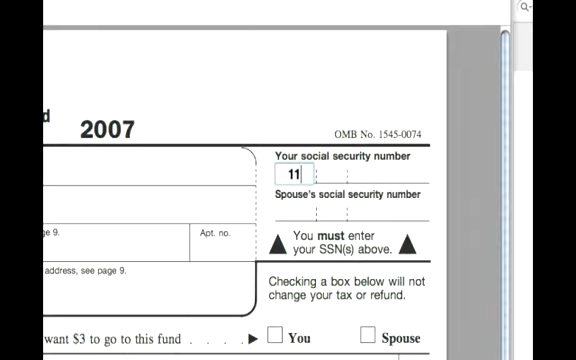 d
2007
OMB No. 1545-0074
Your social security number
11
Spouse's social security number
ge 9.
Apt. no.
You must enter
your SSN(s) above.
address, see page 9.
Checking a box below will not
change your tax or refund.
want $3 to go to this fund . . . .
You
Spouse